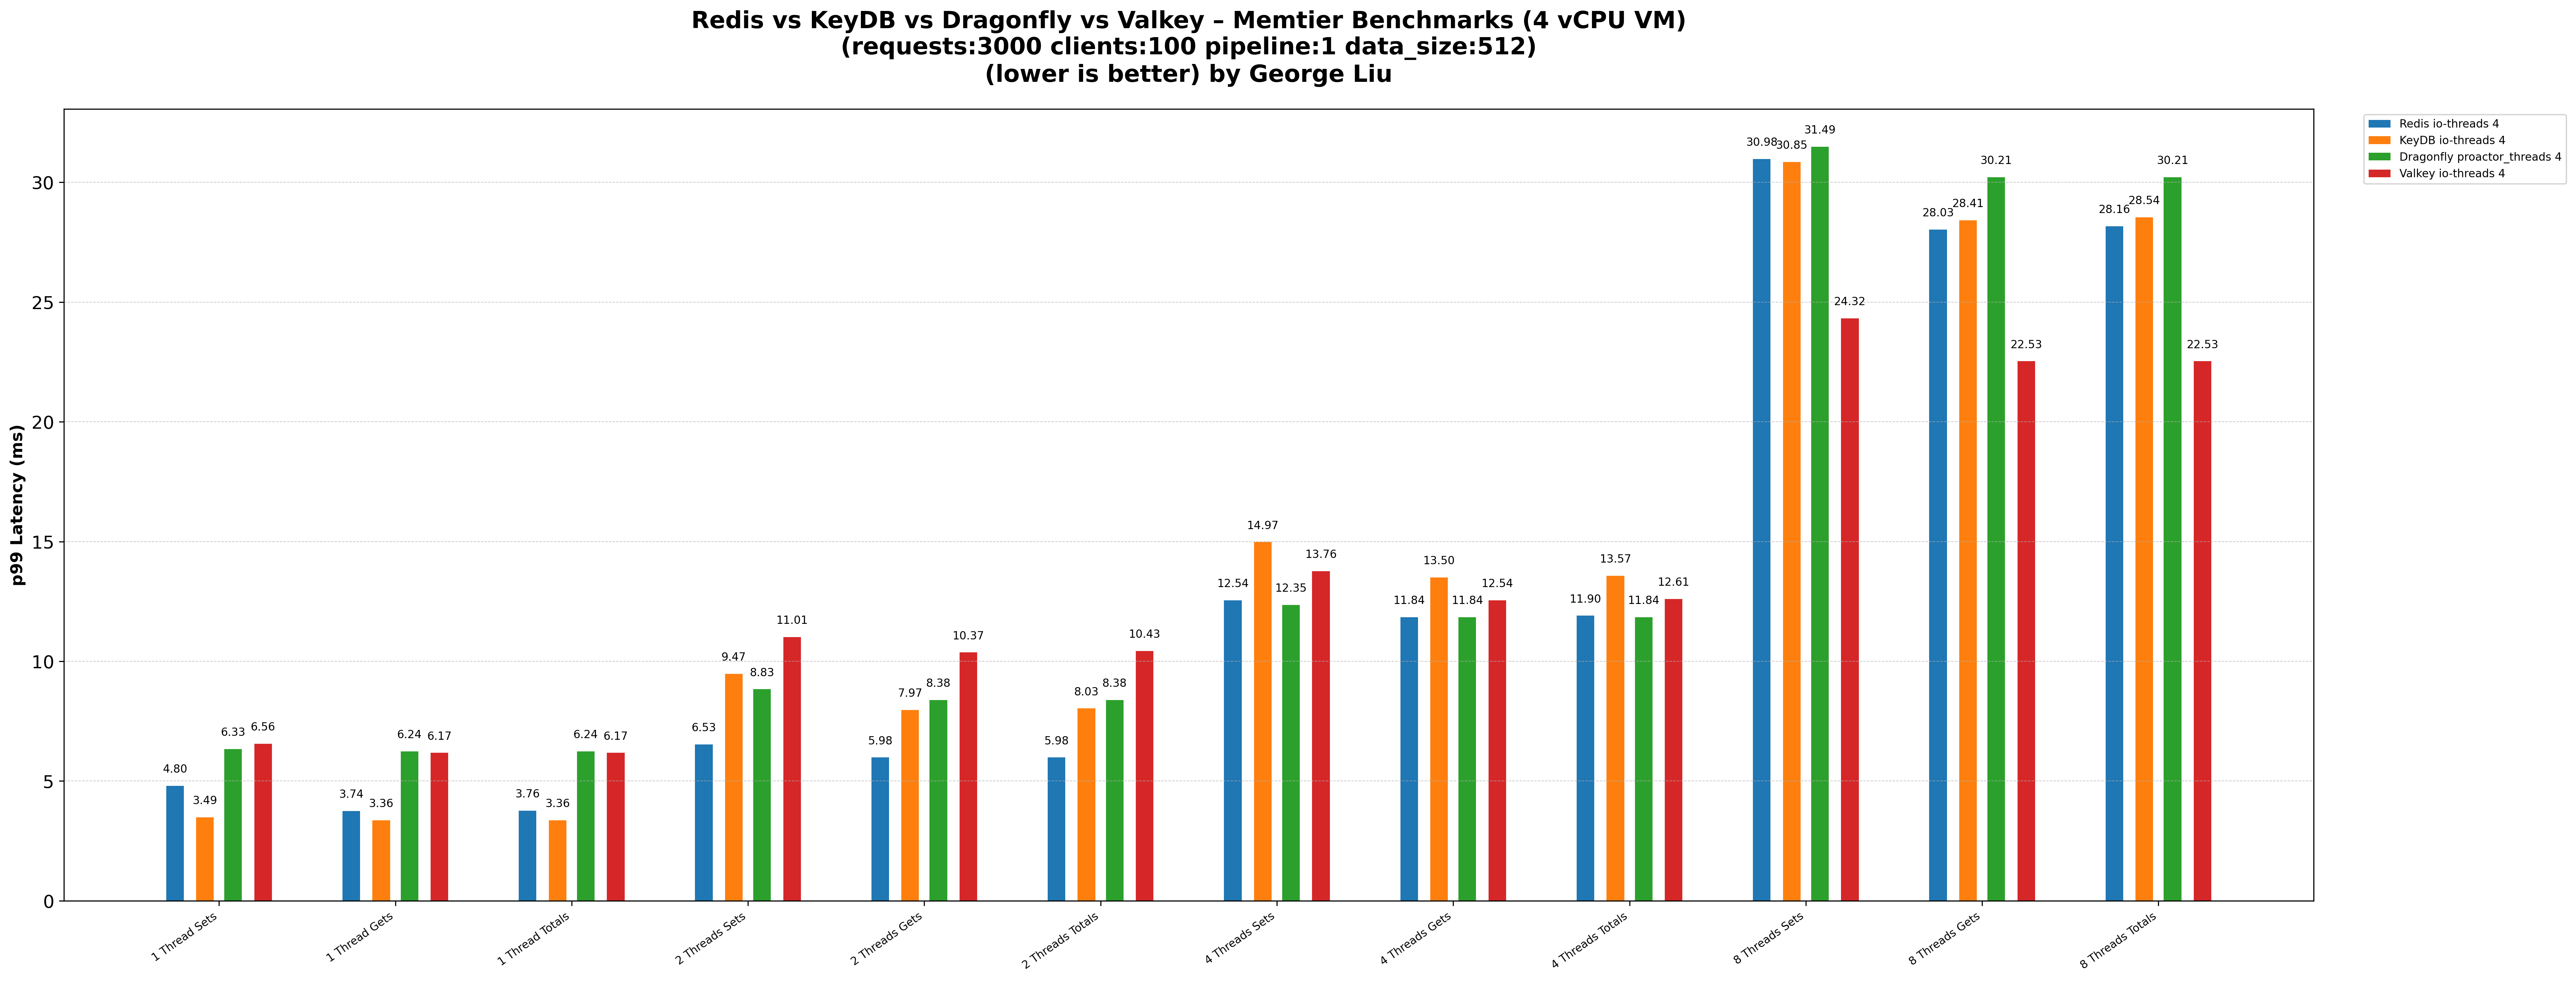 Redis vs KeyDB vs Dragonfly vs Valkey – Memtier Benchmarks (4 vCPU VM)
(requests:3000 clients:100 pipeline:1 data_size:512)
(lower is better) by George Liu
Redis io-threads 4
KeyDB io-threads 4
Dragonfly proactor_threads 4
Valkey io-threads 4
p99 Latency (ms)
30
25
20
15
10
5
0
4.80
3.49
6.33
6.56
3.74
3.36
6.24
6.17
3.76
3.36
6.24
6.17
6.53
9.47
8.83
11.01
5.98
7.97
8.38
10.37
5.98
8.03
8.38
10.43
12.54
14.97
12.35
13.76
11.84
13.50
11.84
12.54
11.90
13.57
11.84
12.61
30.98
30.85
31.49
24.32
28.03
28.41
30.21
22.53
28.16
28.54
30.21
22.53
1 Thread Sets
1 Thread Gets
1 Thread Totals
2 Threads Sets
2 Threads Gets
2 Threads Totals
4 Threads Sets
4 Threads Gets
4 Threads Totals
8 Threads Sets
8 Threads Gets
8 Threads Totals